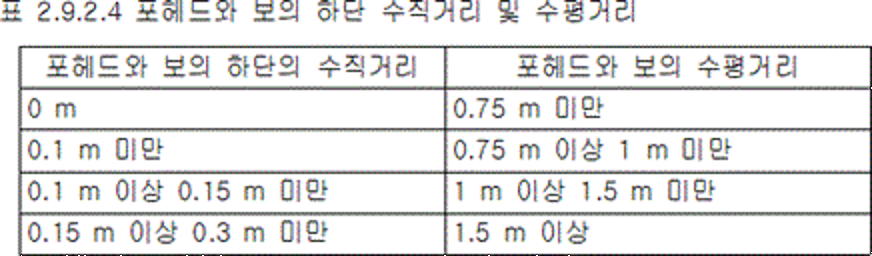 표 2.9.2.4 포헤드와 보의 하단 수직거리 및 수평거리
포헤드와 보의 하단의 수직거리 포헤드와 보의 수평거리
0 m 0.75 m 미만
0.1 m 미만 0.75 m 이상 1 m 미만
0.1 m 이상 0.15 m 미만 1 m 이상 1.5 m 미만
0.15 m 이상 0.3 m 미만 1.5 m 이상